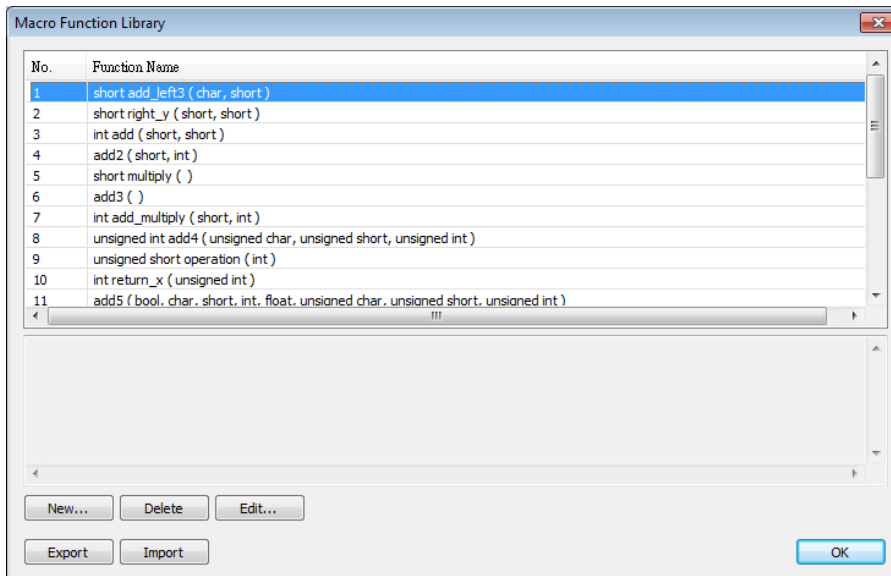 Macro Function Library
No. Function Name
1 short add_left3 ( char, short )
2 short right_y ( short, short )
3 int add ( short, short )
4 add2 ( short, int )
5 short multiply ( )
6 add3 ( )
7 int add_multiply ( short, int )
8 unsigned int add4 ( unsigned char, unsigned short, unsigned int )
9 unsigned short operation ( int )
10 int return_x ( unsigned int )
11 add5 ( bool, char, short, int, float, unsigned char, unsigned short, unsigned int )
New... Delete Edit...
Export Import OK